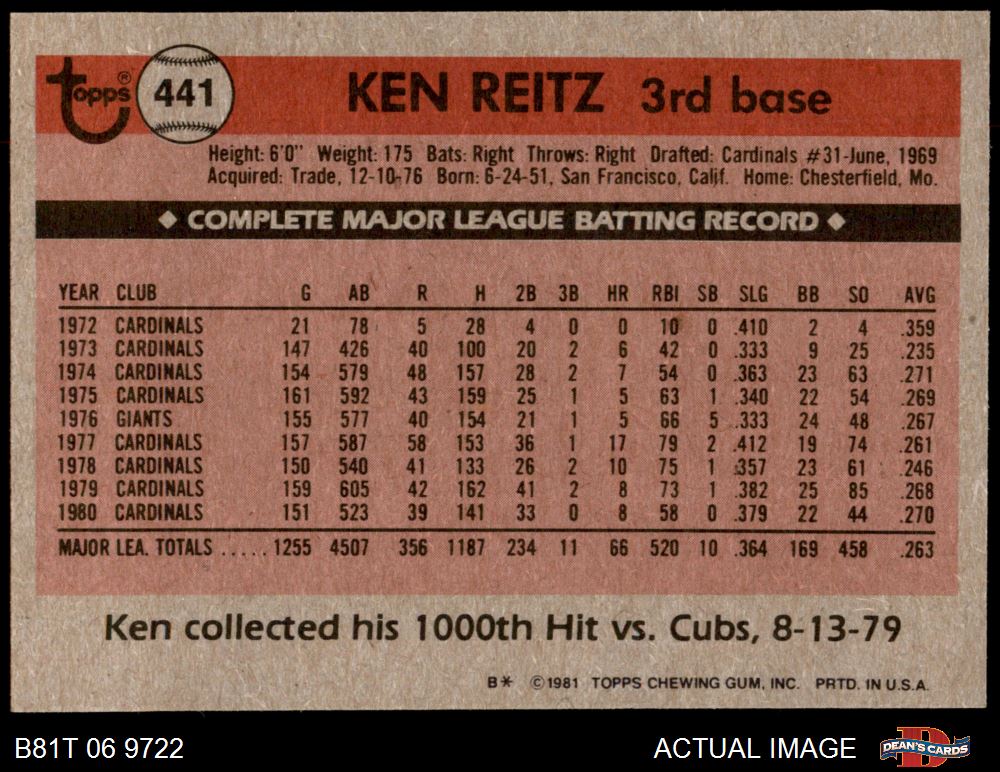 Topps® 441 KEN REITZ 3rd base
Height: 6'0" Weight: 175 Bats: Right Throws: Right Drafted: Cardinals #31-June, 1969
Acquired: Trade, 12-10-76 Born: 6-24-51, San Francisco, Calif. Home: Chesterfield, Mo.
◆ COMPLETE MAJOR LEAGUE BATTING RECORD ◆
YEAR CLUB G AB R H 2B 3B HR RBI SB SLG BB SO AVG
1972 CARDINALS 21 78 5 28 4 0 0 10 0 .410 2 4 .359
1973 CARDINALS 147 426 40 100 20 2 6 42 0 .333 9 25 .235
1974 CARDINALS 154 579 48 157 28 2 7 54 0 .363 23 63 .271
1975 CARDINALS 161 592 43 159 25 1 5 63 1 .340 22 54 .269
1976 GIANTS 155 577 40 154 21 1 5 66 5 .333 24 48 .267
1977 CARDINALS 157 587 58 153 36 1 17 79 2 .412 19 74 .261
1978 CARDINALS 150 540 41 133 26 2 10 75 1 .357 23 61 .246
1979 CARDINALS 159 605 42 162 41 2 8 73 1 .382 25 85 .268
1980 CARDINALS 151 523 39 141 33 0 8 58 0 .379 22 44 .270
MAJOR LEA. TOTALS ..... 1255 4507 356 1187 234 11 66 520 10 .364 169 458 .263
Ken collected his 1000th Hit vs. Cubs, 8-13-79
B* ©1981 TOPPS CHEWING GUM, INC. PRTD. IN U.S.A.
B81T 06 9722 ACTUAL IMAGE D DEAN'S CARDS